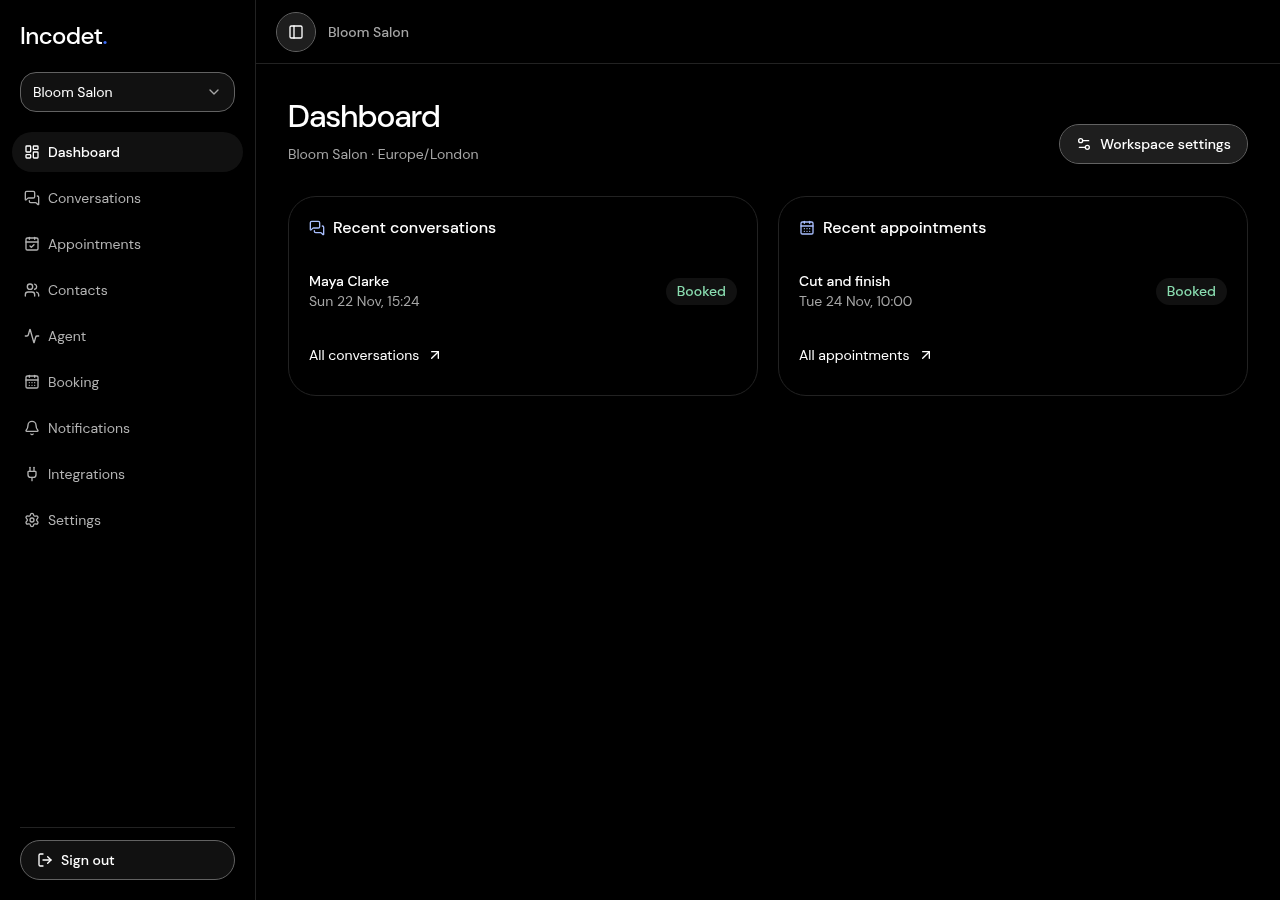 Incodet.
Bloom Salon
Dashboard
Conversations
Appointments
Contacts
Agent
Booking
Notifications
Integrations
Settings
Sign out
Bloom Salon
Dashboard
Bloom Salon · Europe/London
Workspace settings
Recent conversations
Maya Clarke
Sun 22 Nov, 15:24
Booked
All conversations
Recent appointments
Cut and finish
Tue 24 Nov, 10:00
Booked
All appointments